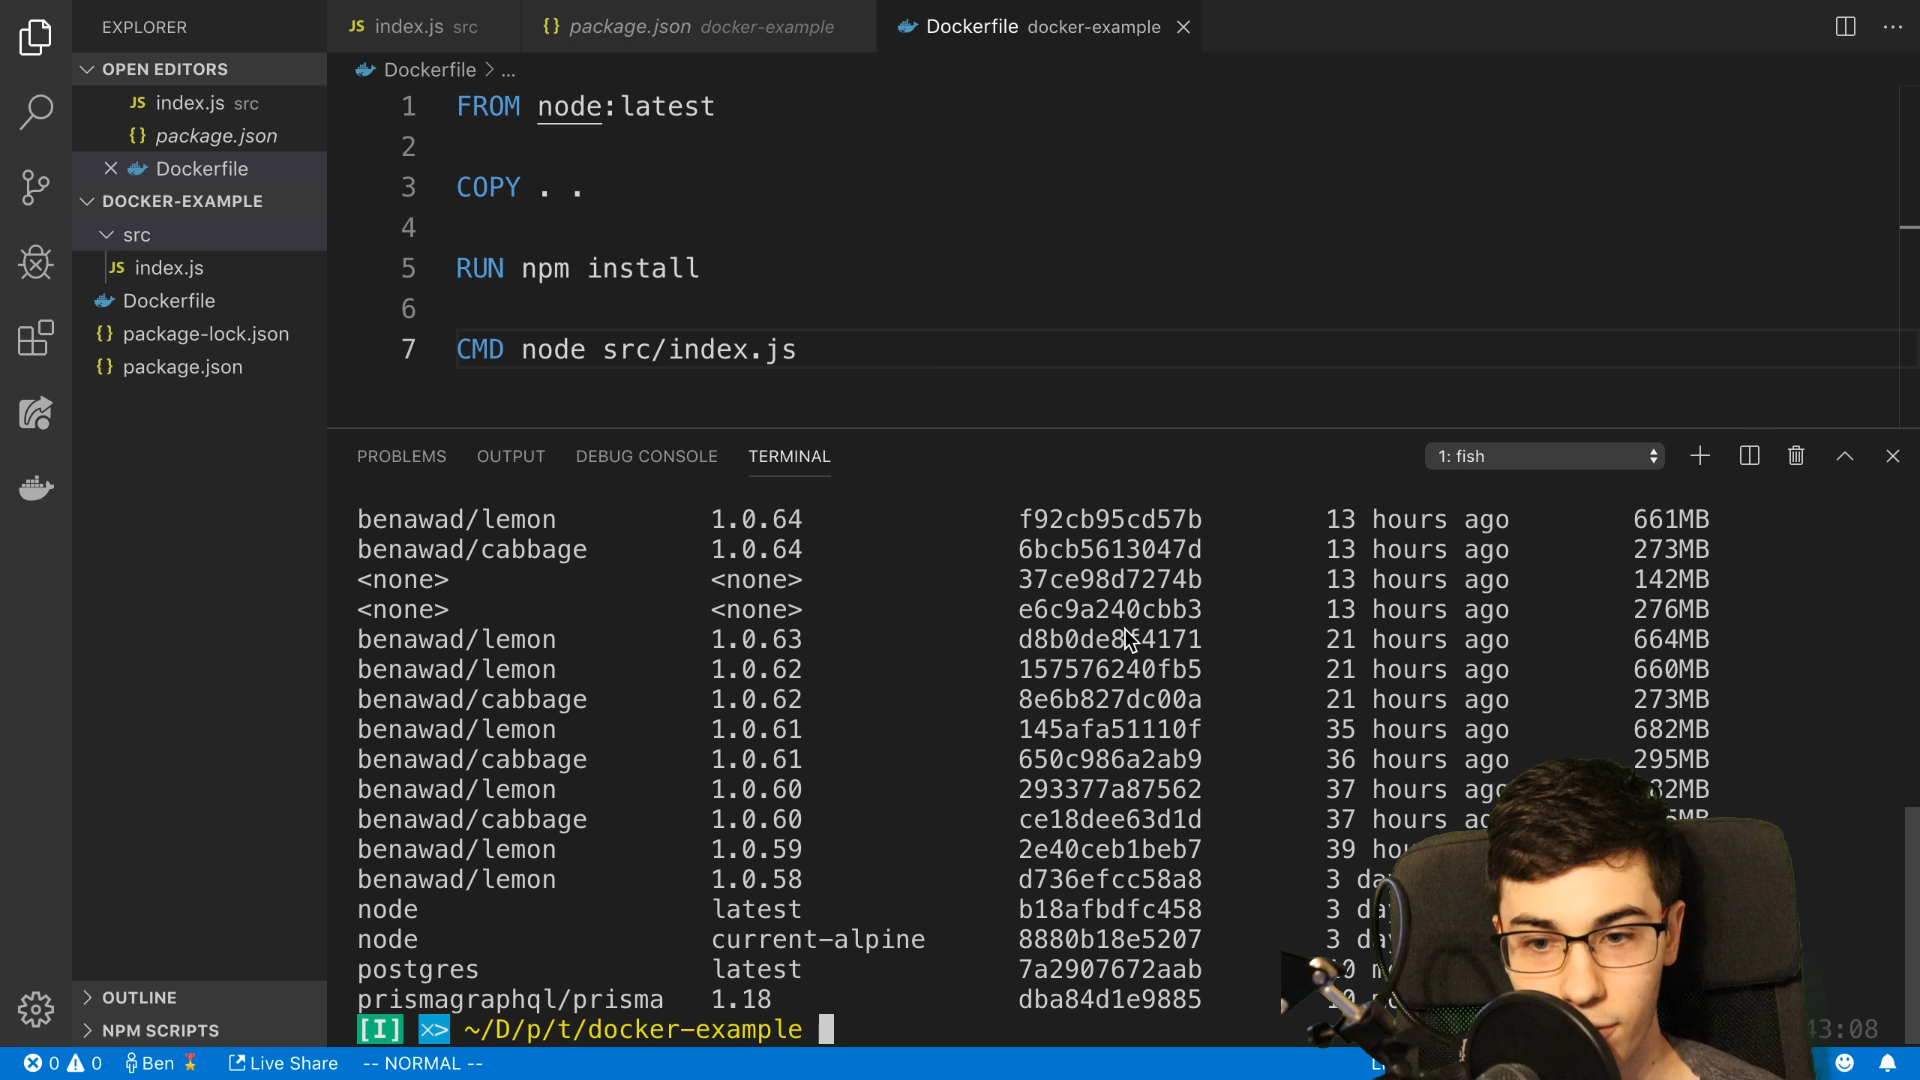 EXPLORER
OPEN EDITORS
JS index.js src
{} package.json
Dockerfile
DOCKER-EXAMPLE
src
JS index.js
Dockerfile
{} package-lock.json
{} package.json
OUTLINE
NPM SCRIPTS
JS index.js src
{} package.json docker-example
Dockerfile docker-example
Dockerfile > ...
1 FROM node:latest
2
3 COPY . .
4
5 RUN npm install
6
7 CMD node src/index.js
PROBLEMS OUTPUT DEBUG CONSOLE TERMINAL
1: fish
benawad/lemon 1.0.64 f92cb95cd57b 13 hours ago 661MB
benawad/cabbage 1.0.64 6bcb5613047d 13 hours ago 273MB
<none> <none> 37ce98d7274b 13 hours ago 142MB
<none> <none> e6c9a240cbb3 13 hours ago 276MB
benawad/lemon 1.0.63 d8b0de8f4171 21 hours ago 664MB
benawad/lemon 1.0.62 157576240fb5 21 hours ago 660MB
benawad/cabbage 1.0.62 8e6b827dc00a 21 hours ago 273MB
benawad/lemon 1.0.61 145afa51110f 35 hours ago 682MB
benawad/cabbage 1.0.61 650c986a2ab9 36 hours ago 295MB
benawad/lemon 1.0.60 293377a87562 37 hours ago
benawad/cabbage 1.0.60 ce18dee63d1d 37 hours
benawad/lemon 1.0.59 2e40ceb1beb7 39
benawad/lemon 1.0.58 d736efcc58a8 3
node latest b18afbdfc458 3
node current-alpine 8880b18e5207 3
postgres latest 7a2907672aab
prismagraphql/prisma 1.18 dba84d1e9885
[I] ×> ~/D/p/t/docker-example
0 0 Ben Live Share -- NORMAL --